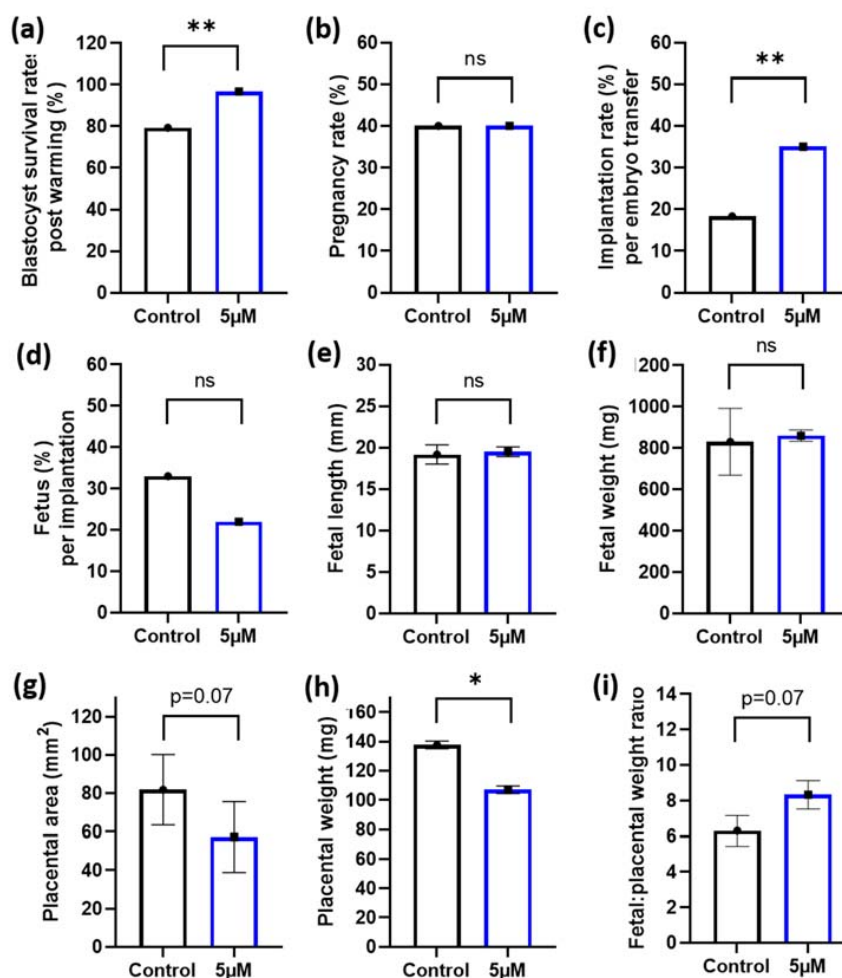 (a)
Blastocyst survival rate
post warming (%)
**
120
100
80
60
40
20
0
Control 5μM
(b)
Pregnancy rate (%)
ns
60
50
40
30
20
10
0
Control 5μM
(c)
Implantation rate (%)
per embryo transfer
**
60
50
40
30
20
10
0
Control 5μM
(d)
Fetus (%)
per implantation
ns
60
50
40
30
20
10
0
Control 5μM
(e)
Fetal length (mm)
ns
30
25
20
15
10
5
0
Control 5μM
(f)
Fetal weight (mg)
ns
200
1000
800
600
400
200
0
Control 5μM
(g)
Placental area (mm²)
p=0.07
120
100
80
60
40
20
0
Control 5μM
(h)
Placental weight (mg)
*
160
140
120
100
80
60
40
20
0
Control 5μM
(i)
Fetal:placental weight ratio
p=0.07
14
12
10
8
6
4
2
0
Control 5μM